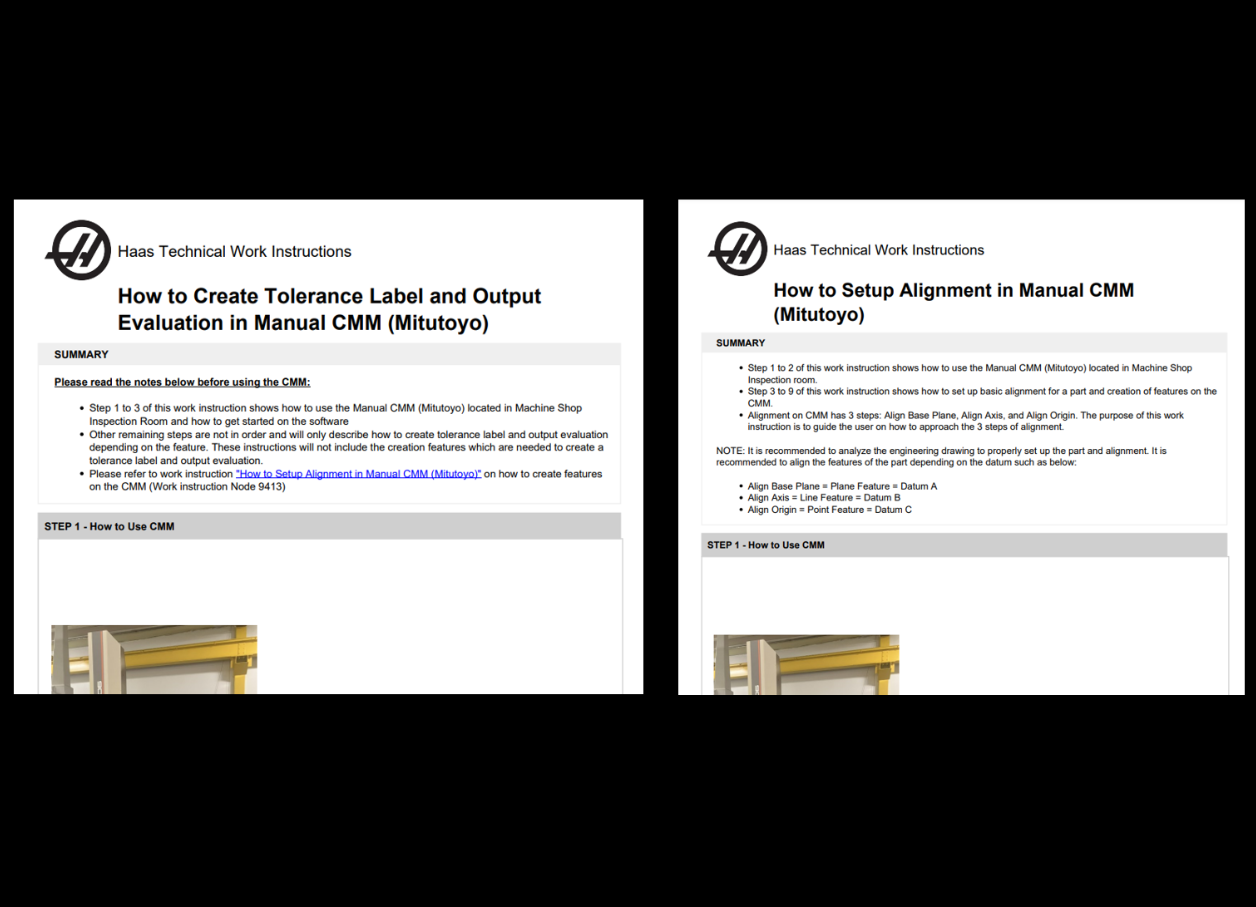 Haas Technical Work Instructions
How to Create Tolerance Label and Output
Evaluation in Manual CMM (Mitutoyo)
SUMMARY
Please read the notes below before using the CMM:
• Step 1 to 3 of this work instruction shows how to use the Manual CMM (Mitutoyo) located in Machine Shop
Inspection Room and how to get started on the software
• Other remaining steps are not in order and will only describe how to create tolerance label and output evaluation
depending on the feature. These instructions will not include the creation features which are needed to create a
tolerance label and output evaluation.
• Please refer to work instruction "How to Setup Alignment in Manual CMM (Mitutoyo)" on how to create features
on the CMM (Work instruction Node 9413)
STEP 1 - How to Use CMM
Haas Technical Work Instructions
How to Setup Alignment in Manual CMM
(Mitutoyo)
SUMMARY
• Step 1 to 2 of this work instruction shows how to use the Manual CMM (Mitutoyo) located in Machine Shop
Inspection room.
• Step 3 to 9 of this work instruction shows how to set up basic alignment for a part and creation of features on the
CMM.
• Alignment on CMM has 3 steps: Align Base Plane, Align Axis, and Align Origin. The purpose of this work
instruction is to guide the user on how to approach the 3 steps of alignment.
NOTE: It is recommended to analyze the engineering drawing to properly set up the part and alignment. It is
recommended to align the features of the part depending on the datum such as below:
• Align Base Plane = Plane Feature = Datum A
• Align Axis = Line Feature = Datum B
• Align Origin = Point Feature = Datum C
STEP 1 - How to Use CMM